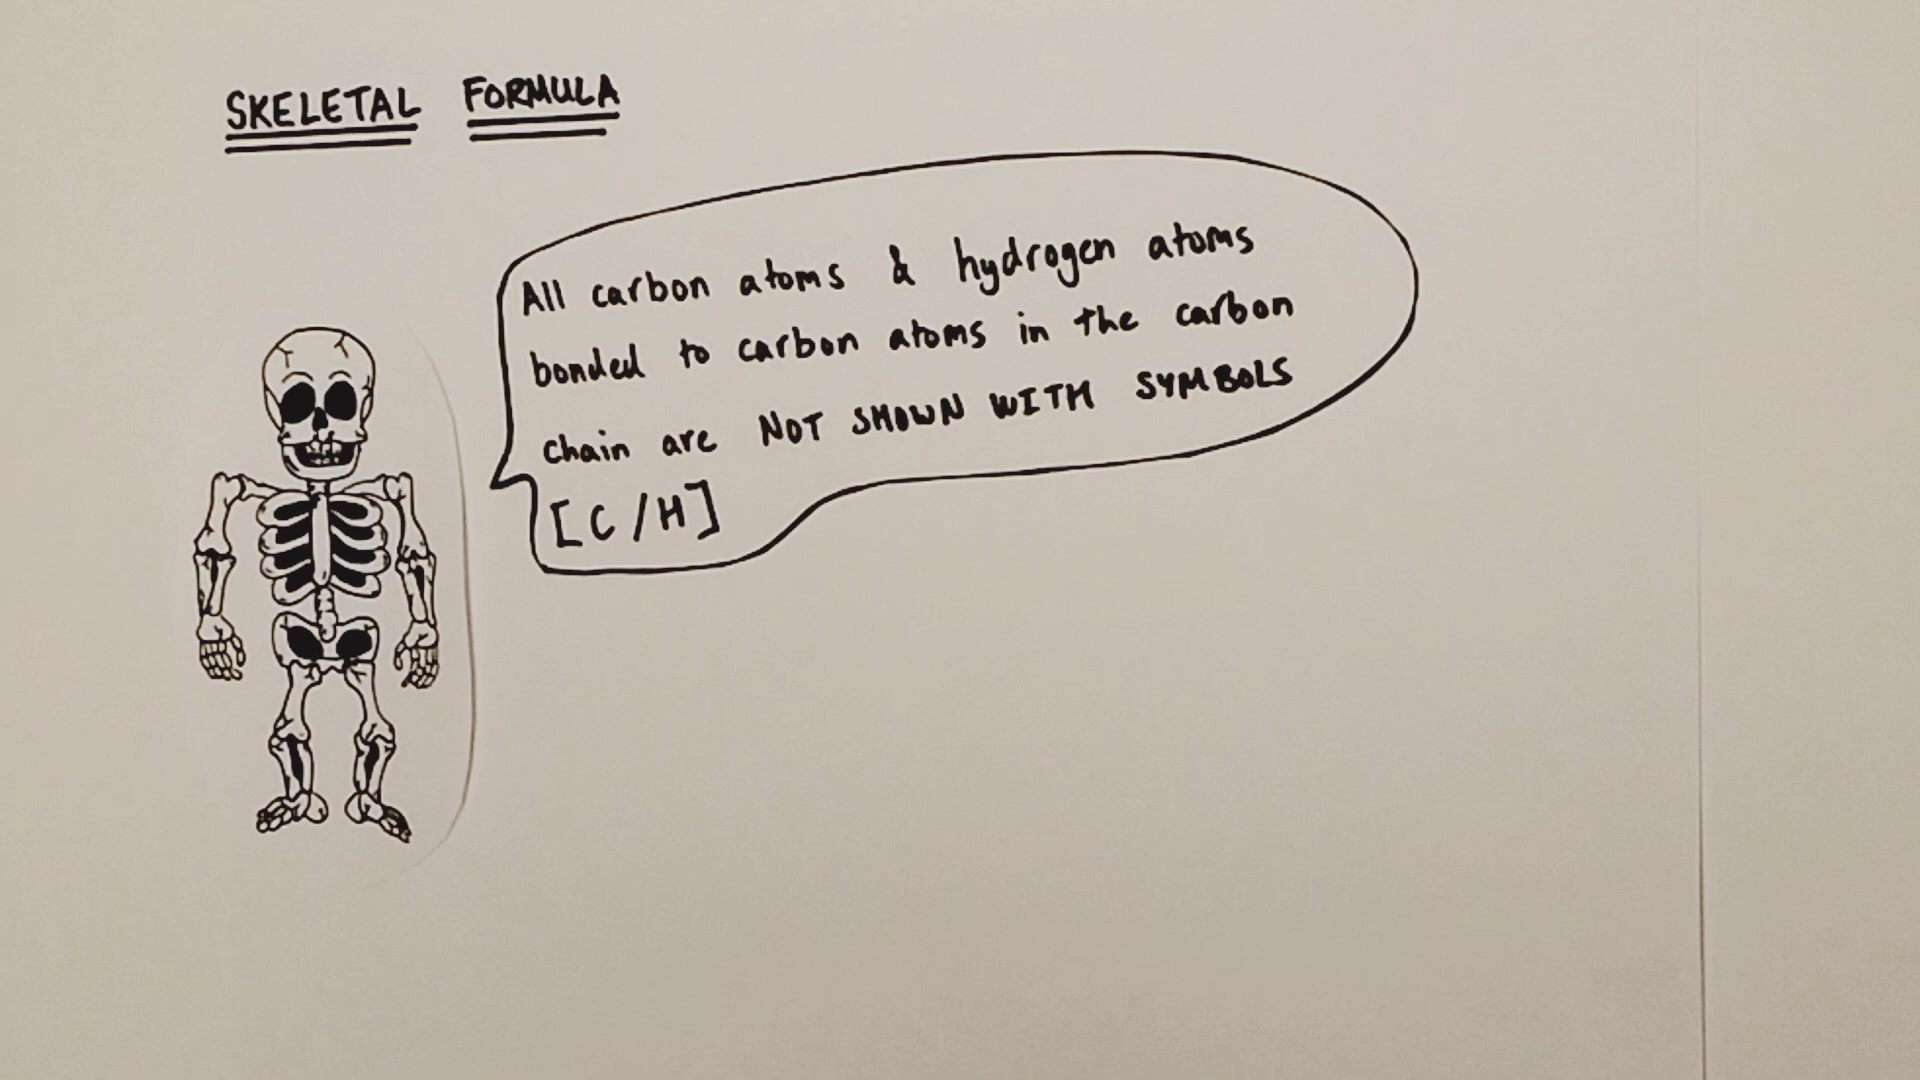 SKELETAL FORMULA
All carbon atoms & hydrogen atoms
bonded to carbon atoms in the carbon
chain are NOT SHOWN WITH SYMBOLS
[C/H]